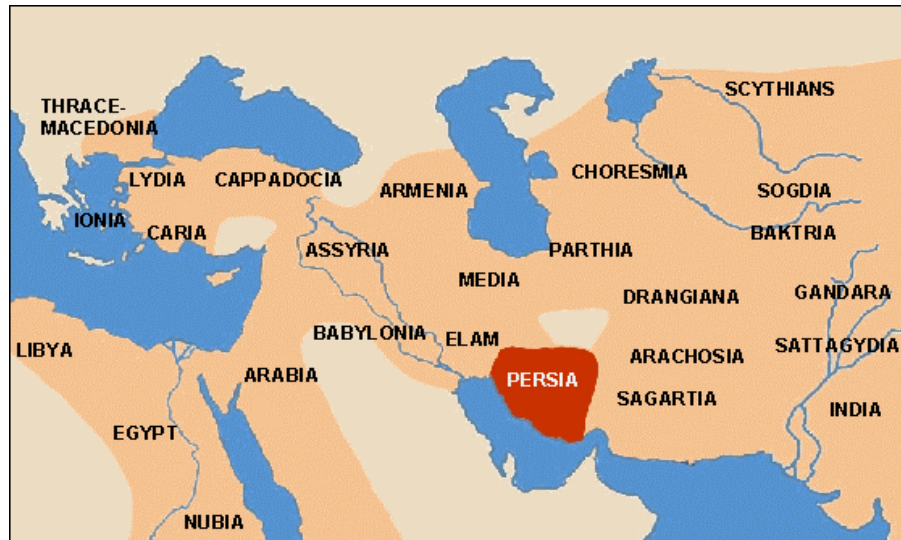 SCYTHIANS
THRACE-
MACEDONIA
CHORESMIA
LYDIA
CAPPADOCIA
ARMENIA
SOGDIA
IONIA
CARIA
BAKTRIA
ASSYRIA
PARTHIA
MEDIA
DRANGIANA
GANDARA
BABYLONIA
ELAM
SATTAGYDIA
LIBYA
ARABIA
ARACHOSIA
PERSIA
SAGARTIA
INDIA
EGYPT
NUBIA